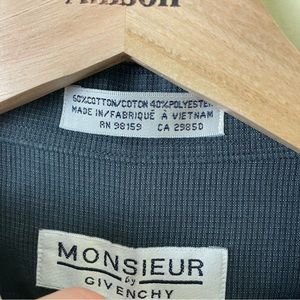 60%COTTON/COTON 40%POLYESTER
MADE IN/FABRIQUÉ À VIETNAM
RN 98159 CA 29850
MONSIEUR
by
GIVENCHY